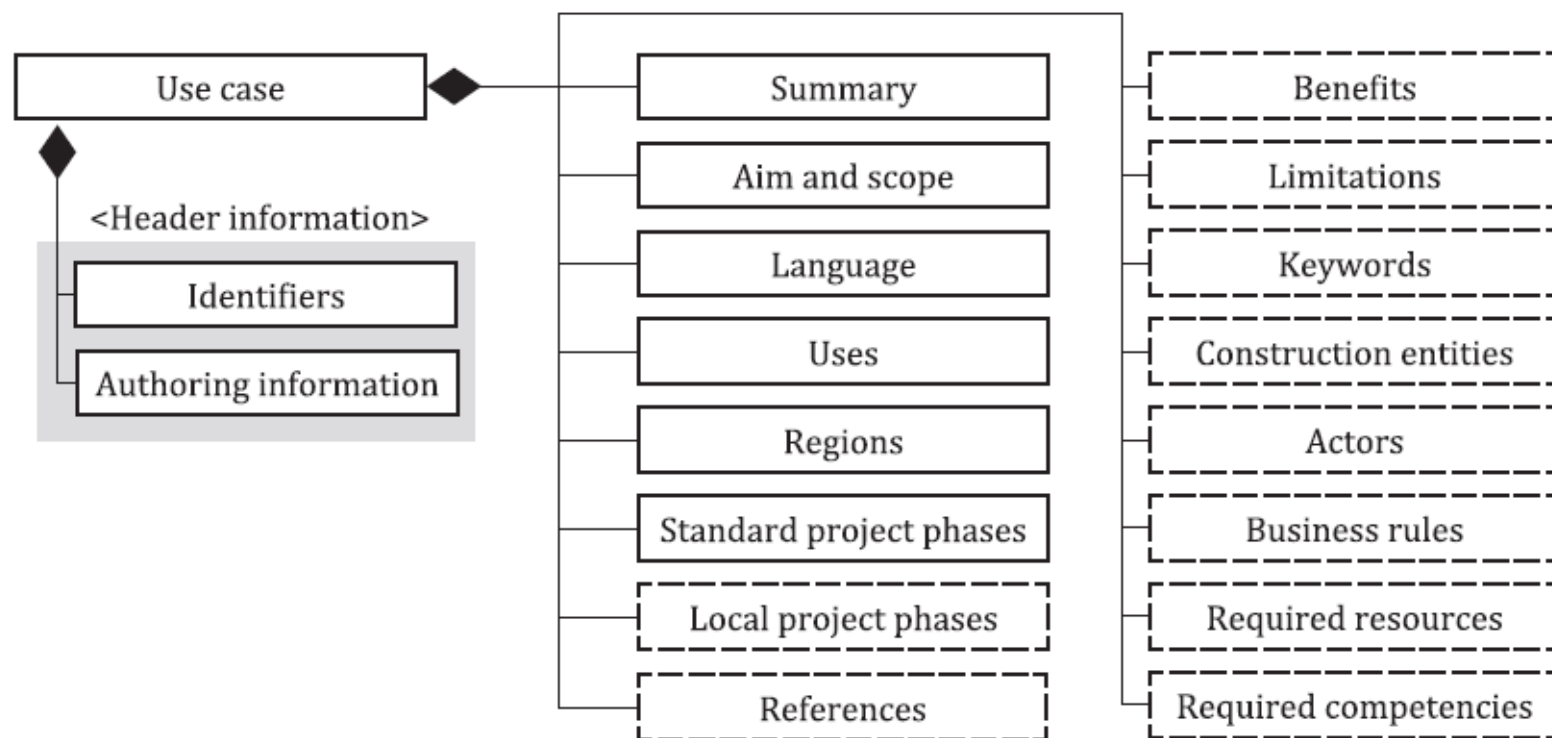 Use case
<Header information>
Identifiers
Authoring information
Summary
Aim and scope
Language
Uses
Regions
Standard project phases
Local project phases
References
Benefits
Limitations
Keywords
Construction entities
Actors
Business rules
Required resources
Required competencies